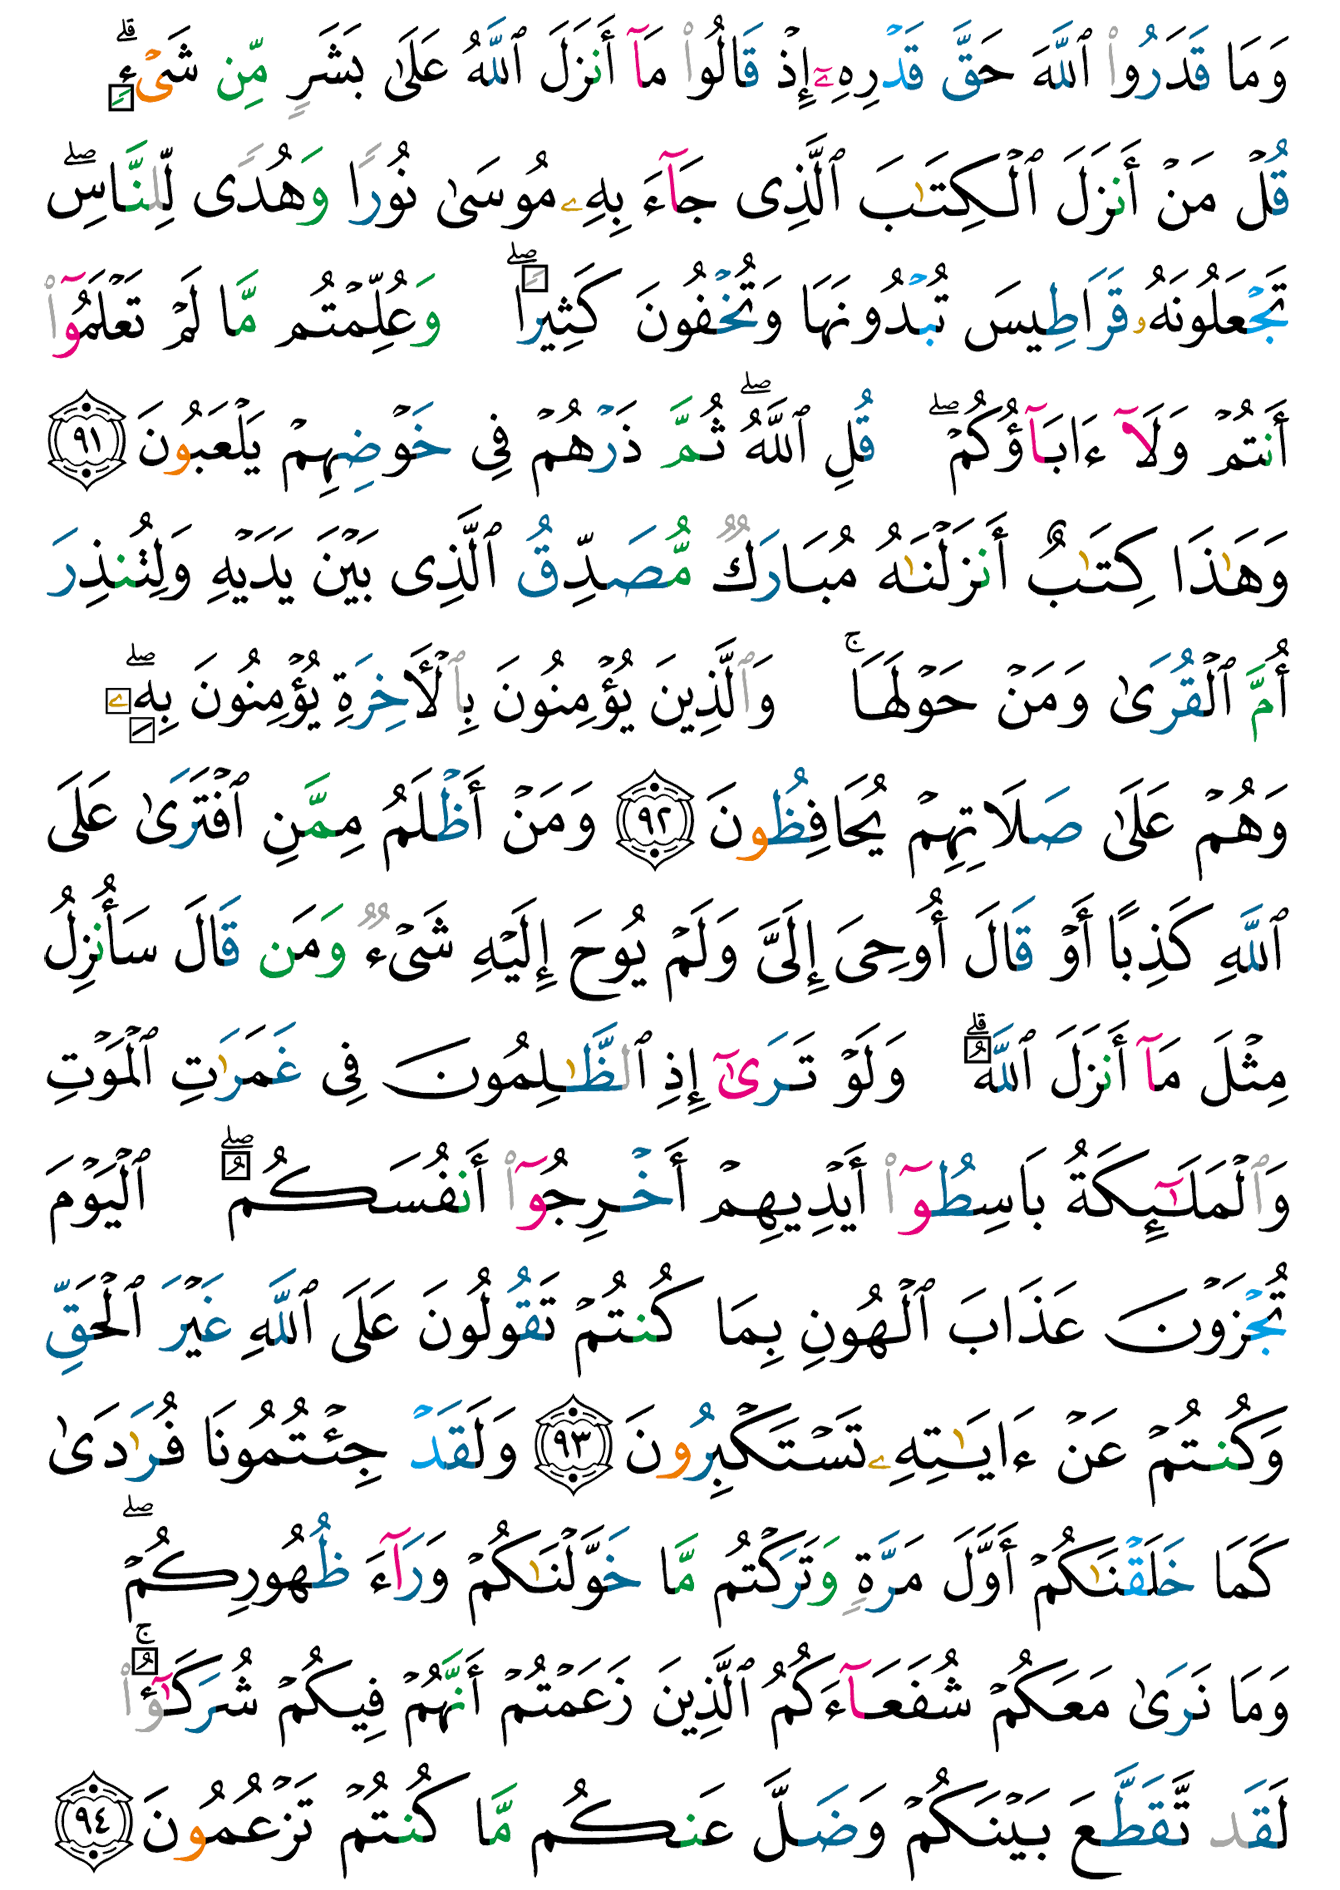 وَمَا قَدَرُوا۟ ٱللَّهَ حَقَّ قَدْرِهِۦٓ إِذْ قَالُوا۟ مَآ أَنزَلَ ٱللَّهُ عَلَىٰ بَشَرٍ مِّن شَىْءٍ ۗ
قُلْ مَنْ أَنزَلَ ٱلْكِتَـٰبَ ٱلَّذِى جَآءَ بِهِۦ مُوسَىٰ نُورًا وَهُدًى لِّلنَّاسِ ۖ
تَجْعَلُونَهُۥ قَرَاطِيسَ تُبْدُونَهَا وَتُخْفُونَ كَثِيرًا ۖ وَعُلِّمْتُم مَّا لَمْ تَعْلَمُوٓا۟
أَنتُمْ وَلَآ ءَابَآؤُكُمْ ۖ قُلِ ٱللَّهُ ۖ ثُمَّ ذَرْهُمْ فِى خَوْضِهِمْ يَلْعَبُونَ ٩١
وَهَـٰذَا كِتَـٰبٌ أَنزَلْنَـٰهُ مُبَارَكٌ مُّصَدِّقُ ٱلَّذِى بَيْنَ يَدَيْهِ وَلِتُنذِرَ
أُمَّ ٱلْقُرَىٰ وَمَنْ حَوْلَهَا ۚ وَٱلَّذِينَ يُؤْمِنُونَ بِٱلْأَخِرَةِ يُؤْمِنُونَ بِهِۦ ۖ
وَهُمْ عَلَىٰ صَلَاتِهِمْ يُحَافِظُونَ ٩٢ وَمَنْ أَظْلَمُ مِمَّنِ ٱفْتَرَىٰ عَلَى
ٱللَّهِ كَذِبًا أَوْ قَالَ أُوحِىَ إِلَىَّ وَلَمْ يُوحَ إِلَيْهِ شَىْءٌ وَمَن قَالَ سَأُنزِلُ
مِثْلَ مَآ أَنزَلَ ٱللَّهُ ۗ وَلَوْ تَرَىٰٓ إِذِ ٱلظَّـٰلِمُونَ فِى غَمَرَٰتِ ٱلْمَوْتِ
وَٱلْمَلَـٰٓئِكَةُ بَاسِطُوٓا۟ أَيْدِيهِمْ أَخْرِجُوٓا۟ أَنفُسَكُمُ ۖ ٱلْيَوْمَ
تُجْزَوْنَ عَذَابَ ٱلْهُونِ بِمَا كُنتُمْ تَقُولُونَ عَلَى ٱللَّهِ غَيْرَ ٱلْحَقِّ
وَكُنتُمْ عَنْ ءَايَـٰتِهِۦ تَسْتَكْبِرُونَ ٩٣ وَلَقَدْ جِئْتُمُونَا فُرَٰدَىٰ
كَمَا خَلَقْنَـٰكُمْ أَوَّلَ مَرَّةٍ وَتَرَكْتُم مَّا خَوَّلْنَـٰكُمْ وَرَآءَ ظُهُورِكُمْ ۖ
وَمَا نَرَىٰ مَعَكُمْ شُفَعَآءَكُمُ ٱلَّذِينَ زَعَمْتُمْ أَنَّهُمْ فِيكُمْ شُرَكَـٰٓؤُا۟ ۚ
لَقَد تَّقَطَّعَ بَيْنَكُمْ وَضَلَّ عَنكُم مَّا كُنتُمْ تَزْعُمُونَ ٩٤